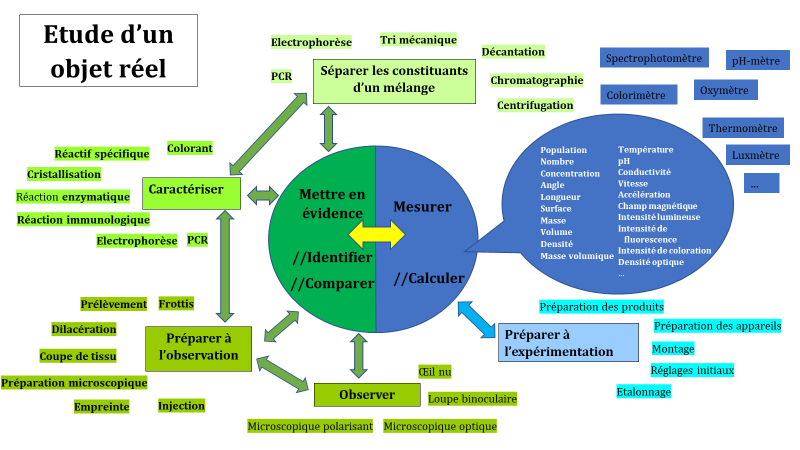 Etude d’un
objet réel
Electrophorèse
Tri mécanique
Décantation
PCR
Séparer les constituants
d’un mélange
Chromatographie
Centrifugation
Spectrophotomètre
pH-mètre
Colorimètre
Oxymètre
Thermomètre
Luxmètre
...
Réactif spécifique
Colorant
Cristallisation
Réaction enzymatique
Caractériser
Réaction immunologique
Electrophorèse
PCR
Mettre en
évidence
//Identifier
//Comparer
Mesurer
//Calculer
Population
Nombre
Concentration
Angle
Longueur
Surface
Masse
Volume
Densité
Masse volumique
Température
pH
Conductivité
Vitesse
Accélération
Champ magnétique
Intensité lumineuse
Intensité de
fluorescence
Intensité de coloration
Densité optique
...
Prélèvement
Frottis
Dilacération
Coupe de tissu
Préparation microscopique
Empreinte
Injection
Préparer à
l’observation
Observer
Œil nu
Loupe binoculaire
Microscopique polarisant
Microscopique optique
Préparer à
l’expérimentation
Préparation des produits
Préparation des appareils
Montage
Réglages initiaux
Etalonnage